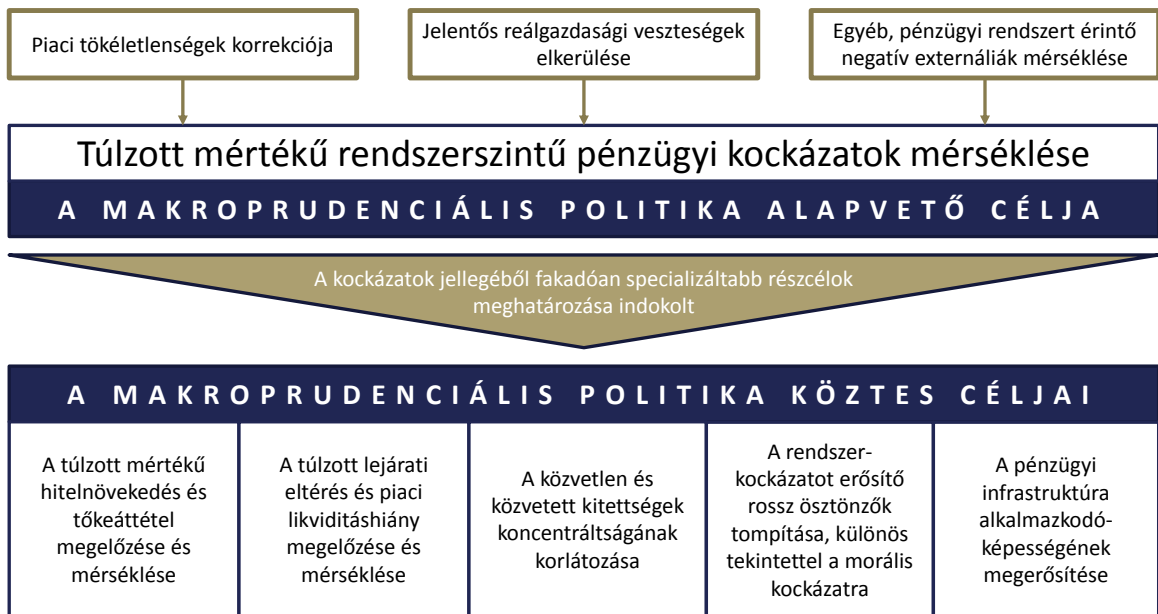 Piaci tökéletlenségek korrekciója
Jelentős reálgazdasági veszteségek
elkerülése
Egyéb, pénzügyi rendszert érintő
negatív externáliák mérséklése
Túlzott mértékű rendszerszintű pénzügyi kockázatok mérséklése
A MAKROPRUDENCIÁLIS POLITIKA ALAPVETŐ CÉLJA
A kockázatok jellegéből fakadóan specializáltabb részcélok
meghatározása indokolt
A MAKROPRUDENCIÁLIS POLITIKA KÖZTES CÉLJAI
A túlzott mértékű
hitelnövekedés és
tőkeáttétel
megelőzése és
mérséklése
A túlzott lejárati
eltérés és piaci
likviditáshiány
megelőzése és
mérséklése
A közvetlen és
közvetett kitettségek
koncentráltságának
korlátozása
A rendszer-
kockázatot erősítő
rossz ösztönzők
tompítása, különös
tekintettel a morális
kockázatra
A pénzügyi
infrastruktúra
alkalmazkodó-
képességének
megerősítése